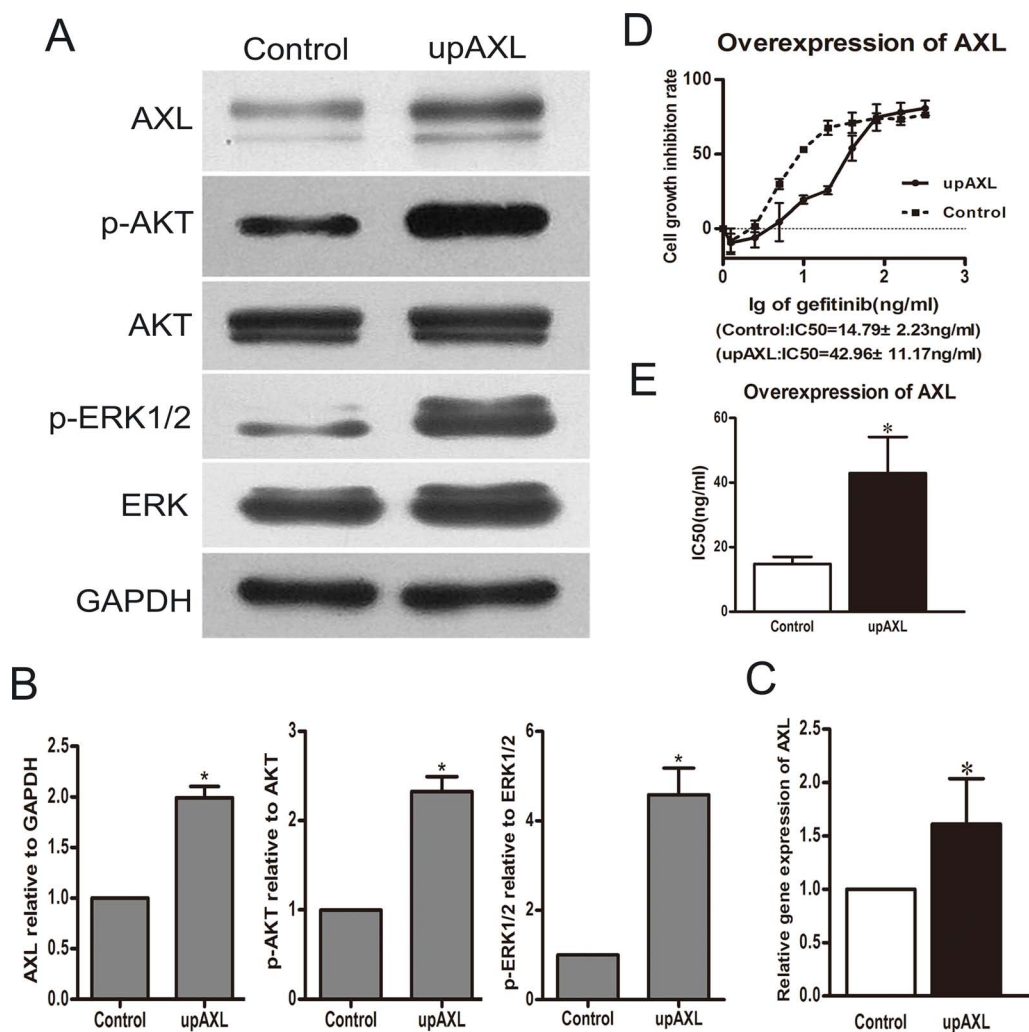 A
Control
upAXL
AXL
p-AKT
AKT
p-ERK1/2
ERK
GAPDH
D
Overexpression of AXL
Cell growth inhibiton rate
100
50
0
0
1
2
3
upAXL
Control
lg of gefitinib(ng/ml)
(Control:IC50=14.79± 2.23ng/ml)
(upAXL:IC50=42.96± 11.17ng/ml)
E
Overexpression of AXL
IC50(ng/ml)
60
40
20
0
*
Control
upAXL
B
AXL relative to GAPDH
2.5
2.0
1.5
1.0
0.5
0.0
*
Control
upAXL
p-AKT relative to AKT
3
2
1
0
*
Control
upAXL
p-ERK1/2 relative to ERK1/2
6
4
2
0
*
Control
upAXL
C
Relative gene expression of AXL
2.5
2.0
1.5
1.0
0.5
0.0
*
Control
upAXL